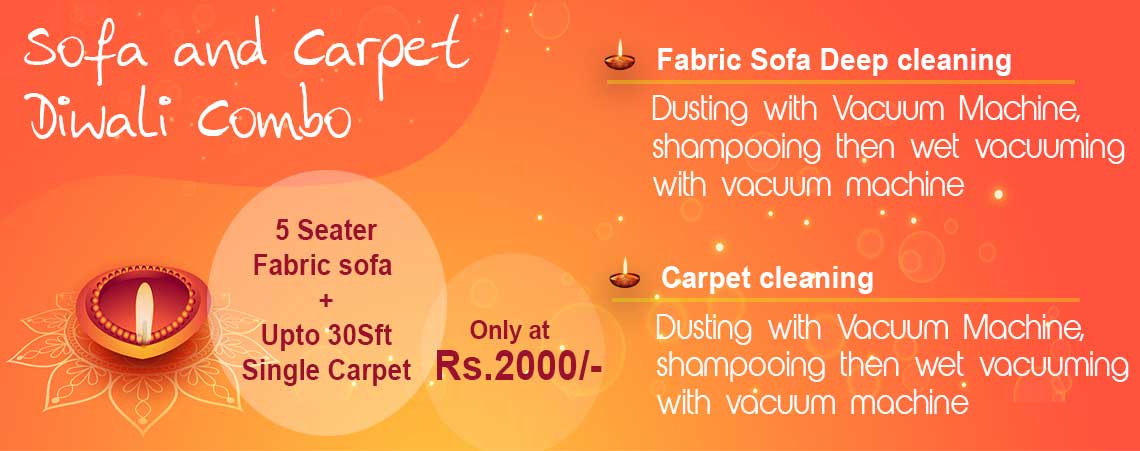 Sofa and Carpet
Diwali Combo
5 Seater
Fabric sofa
+
Upto 30Sft
Single Carpet
Only at
Rs.2000/-
Fabric Sofa Deep cleaning
Dusting with Vacuum Machine,
shampooing then wet vacuuming
with vacuum machine
Carpet cleaning
Dusting with Vacuum Machine,
shampooing then wet vacuuming
with vacuum machine